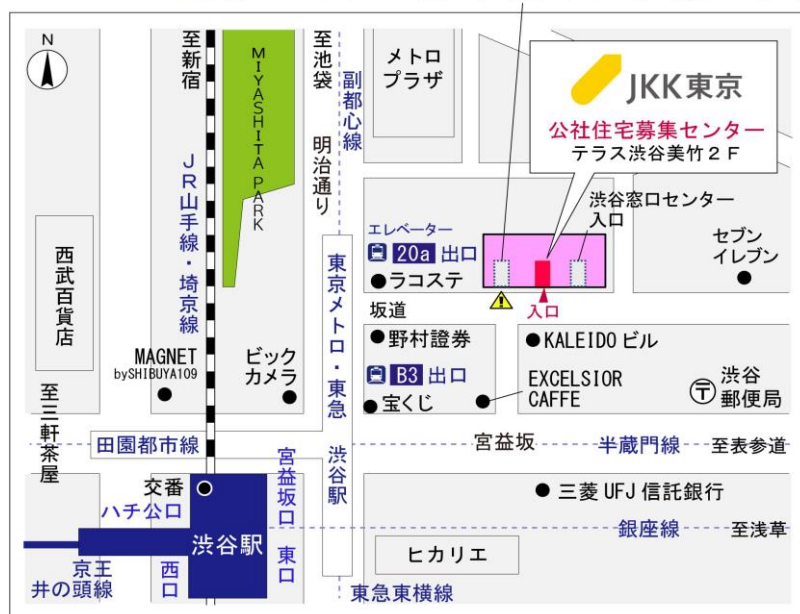 N
至新宿
MIYASHITA PARK
至池袋
明治通り
副都心線
メトロ
プラザ
JKK東京
公社住宅募集センター
テラス渋谷美竹2F
JR山手線・埼京線
西武百貨店
エレベーター
20a 出口
ラコステ
渋谷窓口センター
入口
セブン
イレブン
東京メトロ・東急
渋谷駅
坂道
入口
野村證券
KALEIDO ビル
MAGNET
bySHIBUYA109
ビック
カメラ
B3 出口
宝くじ
EXCELSIOR
CAFFE
〒
渋谷
郵便局
至三軒茶屋
田園都市線
宮益坂
半蔵門線
至表参道
交番
ハチ公口
宮益坂口
三菱 UFJ 信託銀行
渋谷駅
銀座線
至浅草
京王
井の頭線
西口
東口
ヒカリエ
東急東横線